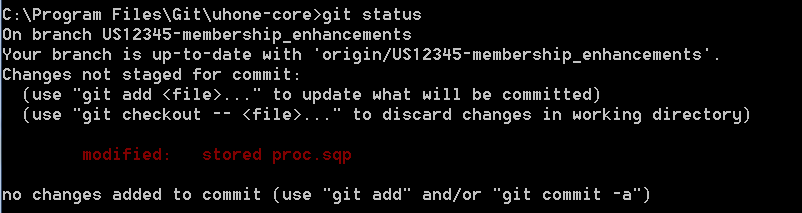 C:\Program Files\Git\uhone-core>git status
On branch US12345-membership_enhancements
Your branch is up-to-date with 'origin/US12345-membership_enhancements'.
Changes not staged for commit:
  (use "git add <file>..." to update what will be committed)
  (use "git checkout -- <file>..." to discard changes in working directory)
        modified:   stored proc.sqp
no changes added to commit (use "git add" and/or "git commit -a")